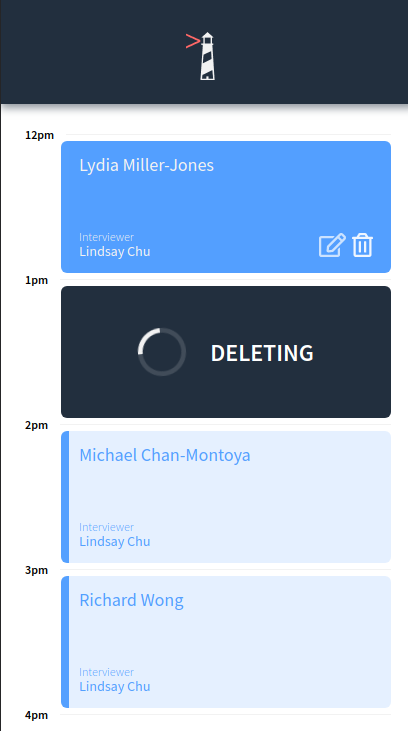 12pm
Lydia Miller-Jones
Interviewer
Lindsay Chu
1pm
DELETING
2pm
Michael Chan-Montoya
Interviewer
Lindsay Chu
3pm
Richard Wong
Interviewer
Lindsay Chu
4pm